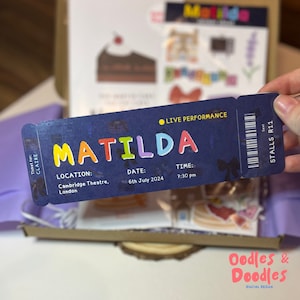 Matilda
LIVE PERFORMANCE
MATILDA
CLAIRE
LOCATION:
Cambridge Theatre,
London
DATE:
6th July 2024
TIME:
7:30 pm
STALLS R11
Oodles &
Doodles